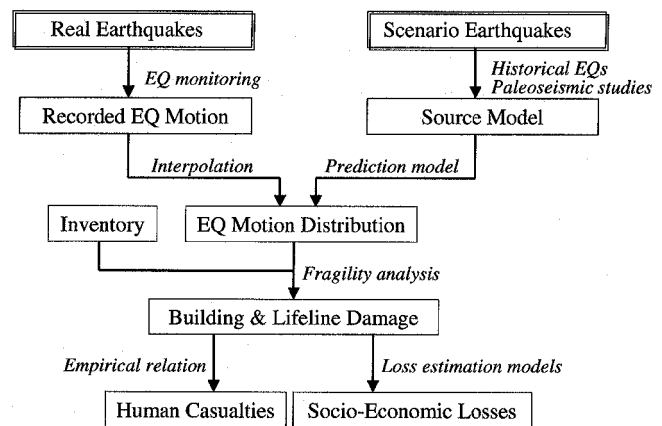 Real Earthquakes
Scenario Earthquakes
EQ monitoring
Historical EQs
Paleoseismic studies
Recorded EQ Motion
Source Model
Interpolation
Prediction model
Inventory
EQ Motion Distribution
Fragility analysis
Building & Lifeline Damage
Empirical relation
Loss estimation models
Human Casualties
Socio-Economic Losses